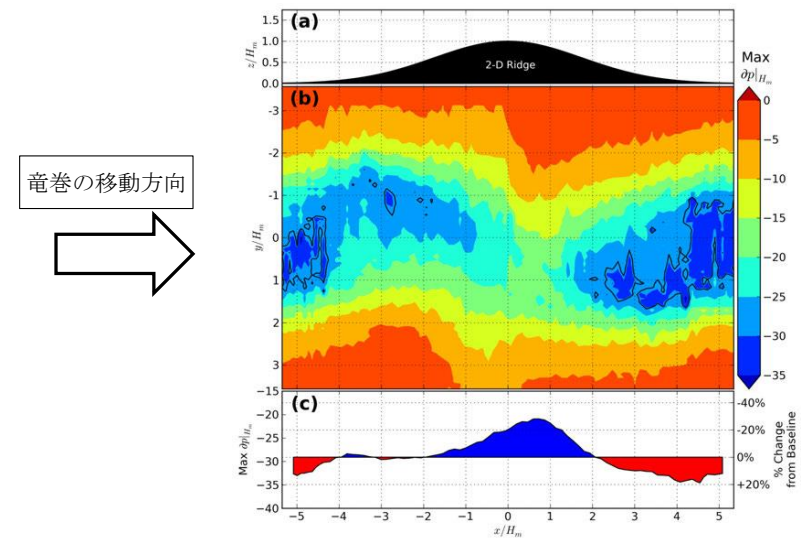 (a)
1.5
1.0
0.5
0.0
z/H_m
2-D Ridge
Max
∂p|_{H_m}
(b)
-3
-2
-1
0
1
2
3
y/H_m
0
−5
−10
−15
−20
−25
−30
−35
竜巻の移動方向
(c)
−15
−20
−25
−30
−35
−40
Max ∂p|_{H_m}
-40%
-20%
0%
+20%
% Change
from Baseline
−5 −4 −3 −2 −1 0 1 2 3 4 5
x/H_m